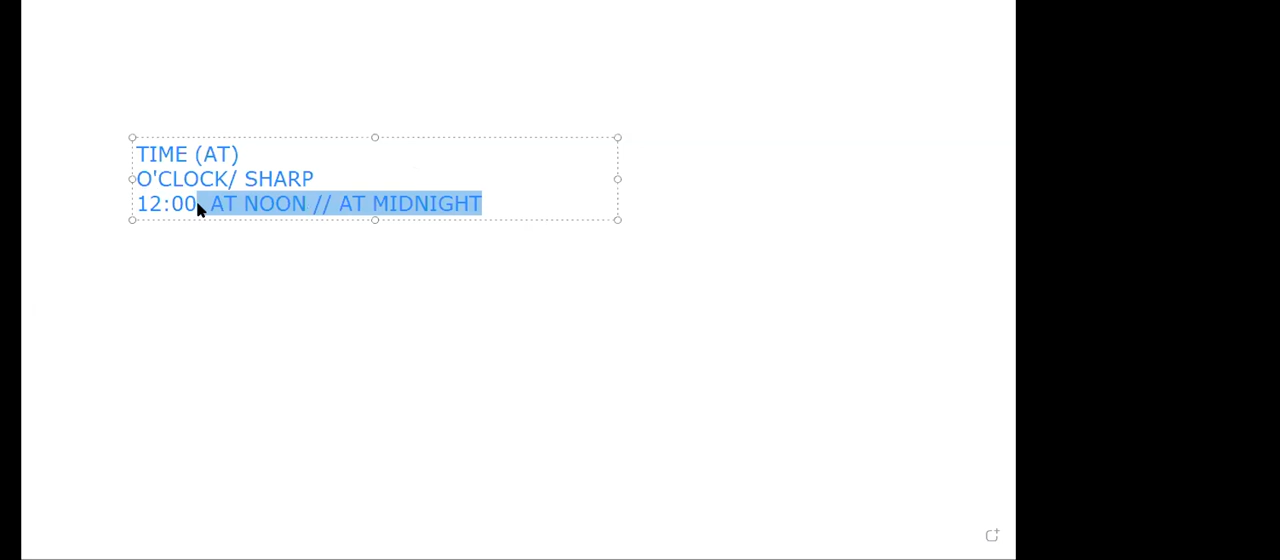 TIME (AT)
O'CLOCK/ SHARP
12:00 AT NOON // AT MIDNIGHT